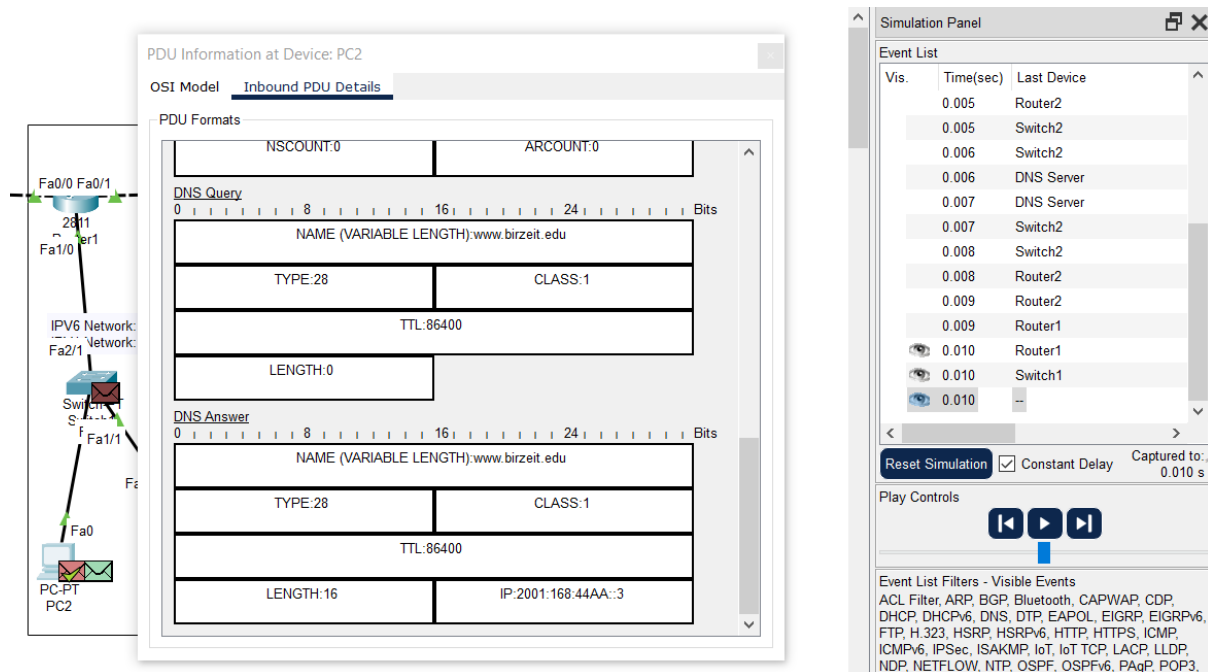 Fa0/0 Fa0/1
2811
Fa1/0
IPV6 Network:
Network:
Fa2/1
Fa1/1
Fa0
PC-PT
PC2
PDU Information at Device: PC2
OSI Model Inbound PDU Details
PDU Formats
NSCOUNT:0 ARCOUNT:0
DNS Query
0 8 16 24 Bits
NAME (VARIABLE LENGTH):www.birzeit.edu
TYPE:28 CLASS:1
TTL:86400
LENGTH:0
DNS Answer
0 8 16 24 Bits
NAME (VARIABLE LENGTH):www.birzeit.edu
TYPE:28 CLASS:1
TTL:86400
LENGTH:16 IP:2001:168:44AA::3
Simulation Panel
Event List
Vis. Time(sec) Last Device
0.005 Router2
0.005 Switch2
0.006 Switch2
0.006 DNS Server
0.007 DNS Server
0.007 Switch2
0.008 Switch2
0.008 Router2
0.009 Router2
0.009 Router1
0.010 Router1
0.010 Switch1
0.010 --
Reset Simulation Constant Delay Captured to:
0.010 s
Play Controls
Event List Filters - Visible Events
ACL Filter, ARP, BGP, Bluetooth, CAPWAP, CDP,
DHCP, DHCPv6, DNS, DTP, EAPOL, EIGRP, EIGRPv6,
FTP, H.323, HSRP, HSRPv6, HTTP, HTTPS, ICMP,
ICMPv6, IPSec, ISAKMP, IoT, IoT TCP, LACP, LLDP,
NDP, NETFLOW, NTP, OSPF, OSPFv6, PAgP, POP3,